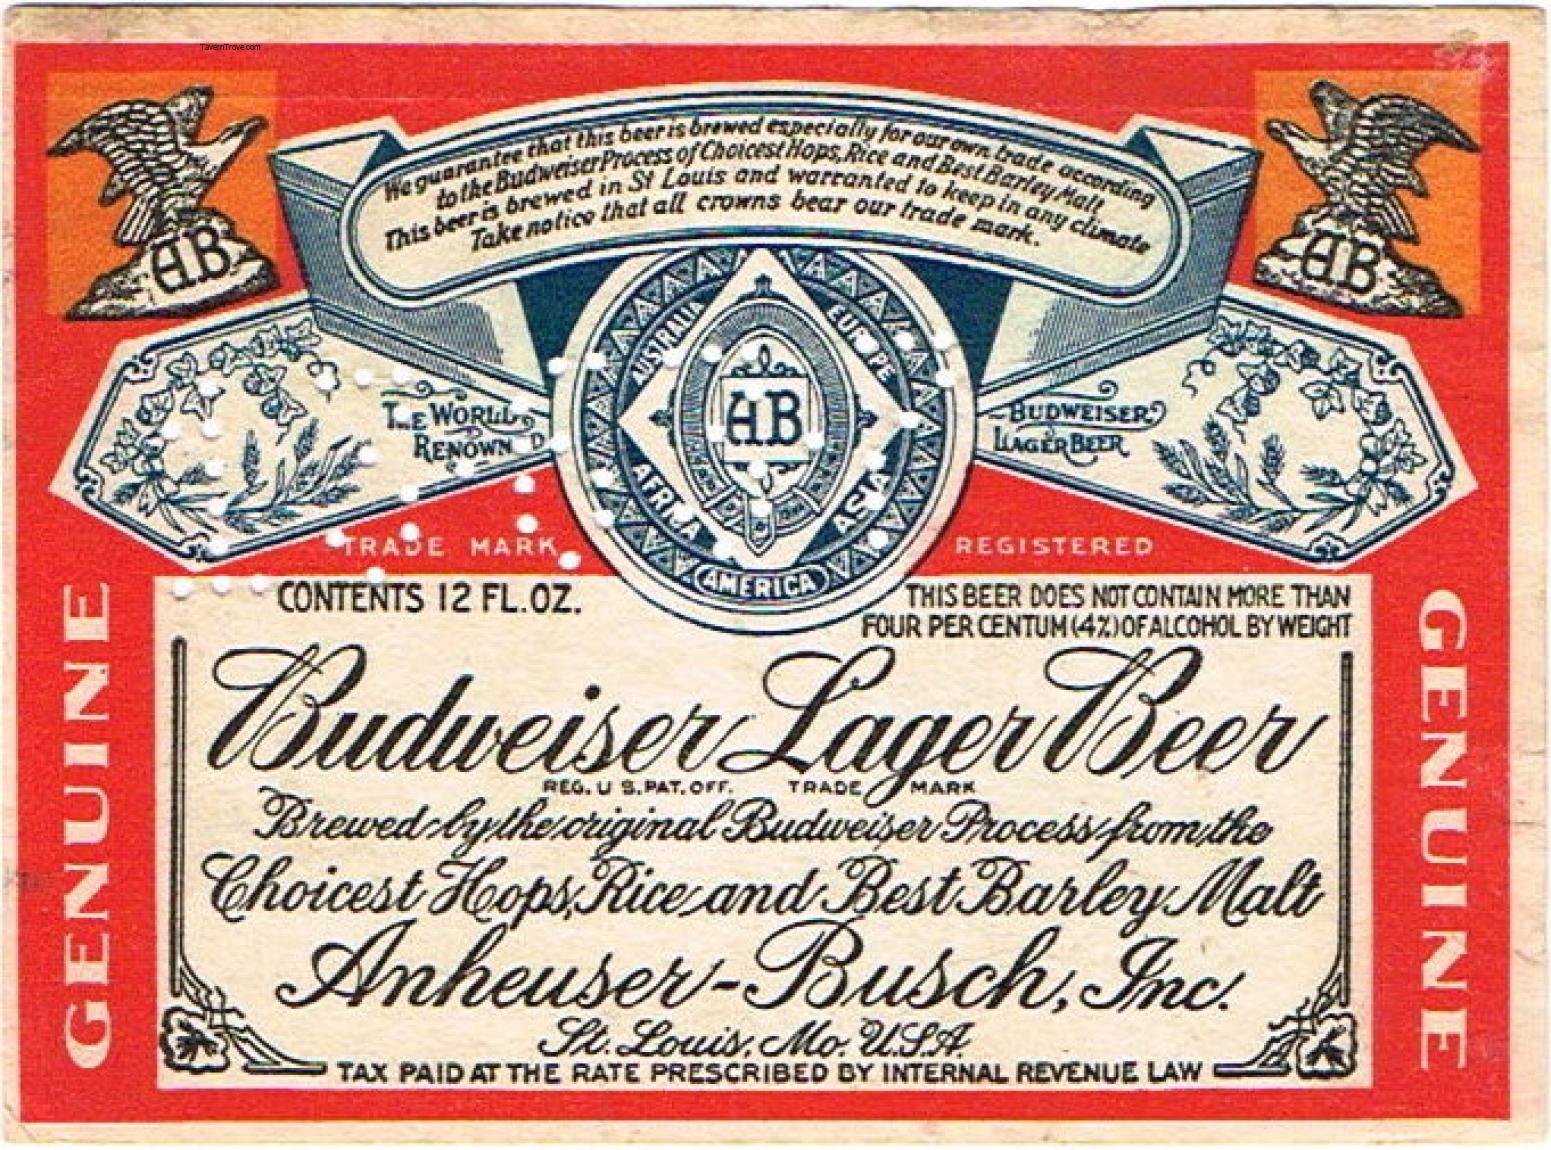 TavernTrove.com
We guarantee that this beer is brewed especially for our own trade according
to the Budweiser Process of Choicest Hops, Rice and Best Barley Malt.
This beer is brewed in St Louis and warranted to keep in any climate
Take notice that all crowns bear our trade mark.
AB
AB
AUSTRALIA
EUROPE
THE WORLD
RENOWNED
AB
BUDWEISER
LAGER BEER
AFRICA
ASIA
AMERICA
TRADE MARK
REGISTERED
CONTENTS 12 FL. OZ.
THIS BEER DOES NOT CONTAIN MORE THAN
FOUR PER CENTUM (4%) OF ALCOHOL BY WEIGHT
GENUINE
GENUINE
Budweiser Lager Beer
REG. U.S. PAT. OFF. TRADE MARK
Brewed by the original Budweiser Process from the
Choicest Hops, Rice and Best Barley Malt
Anheuser-Busch, Inc.
St. Louis, Mo. U.S.A.
TAX PAID AT THE RATE PRESCRIBED BY INTERNAL REVENUE LAW